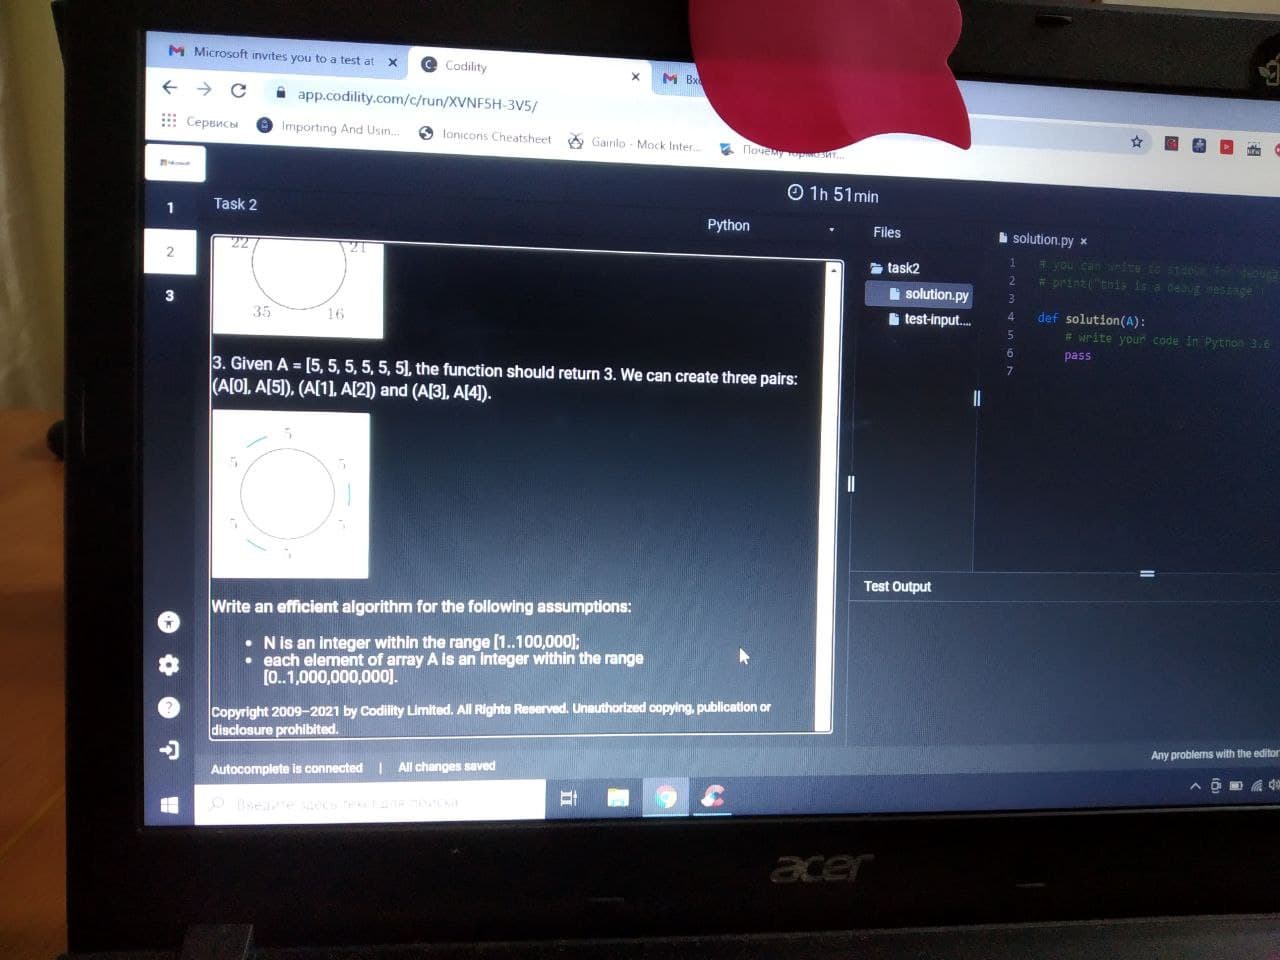 Microsoft invites you to a test at
Codility
app.codility.com/c/run/XVNF5H-3V5/
Сервисы
Importing And Usin...
Ionicons Cheatsheet
Gainlo - Mock Inter...
Почему тормозит...
Microsoft
1
2
3
Task 2
1h 51min
Python
Files
task2
solution.py
test-input....
solution.py
1 # you can write to stdout for debugg
2 # print("this is a debug message")
3
4 def solution(A):
5 # write your code in Python 3.6
6 pass
7
22 21
35 16
3. Given A = [5, 5, 5, 5, 5, 5], the function should return 3. We can create three pairs:
(A[0], A[5]), (A[1], A[2]) and (A[3], A[4]).
5
5 5
5 5
5
Write an efficient algorithm for the following assumptions:
• N is an integer within the range [1..100,000];
• each element of array A is an integer within the range
[0..1,000,000,000].
Copyright 2009–2021 by Codility Limited. All Rights Reserved. Unauthorized copying, publication or
disclosure prohibited.
Test Output
Autocomplete is connected | All changes saved
Any problems with the editor
Введите здесь текст для поиска
acer